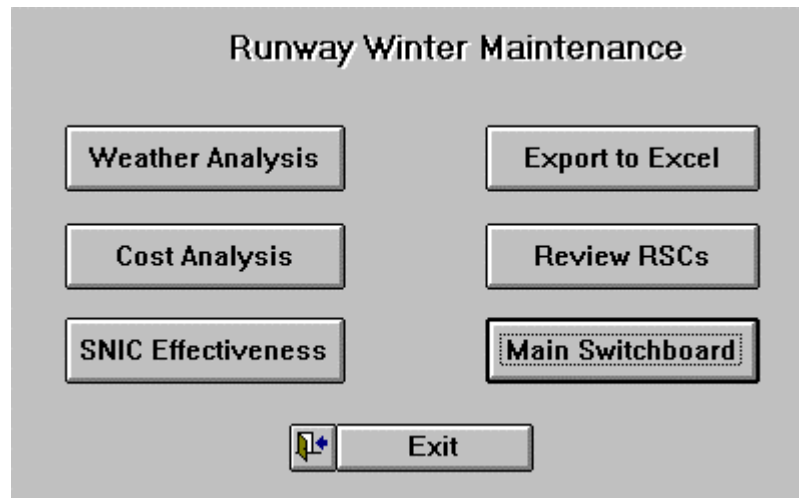 Runway Winter Maintenance
Weather Analysis
Export to Excel
Cost Analysis
Review RSCs
SNIC Effectiveness
Main Switchboard
Exit